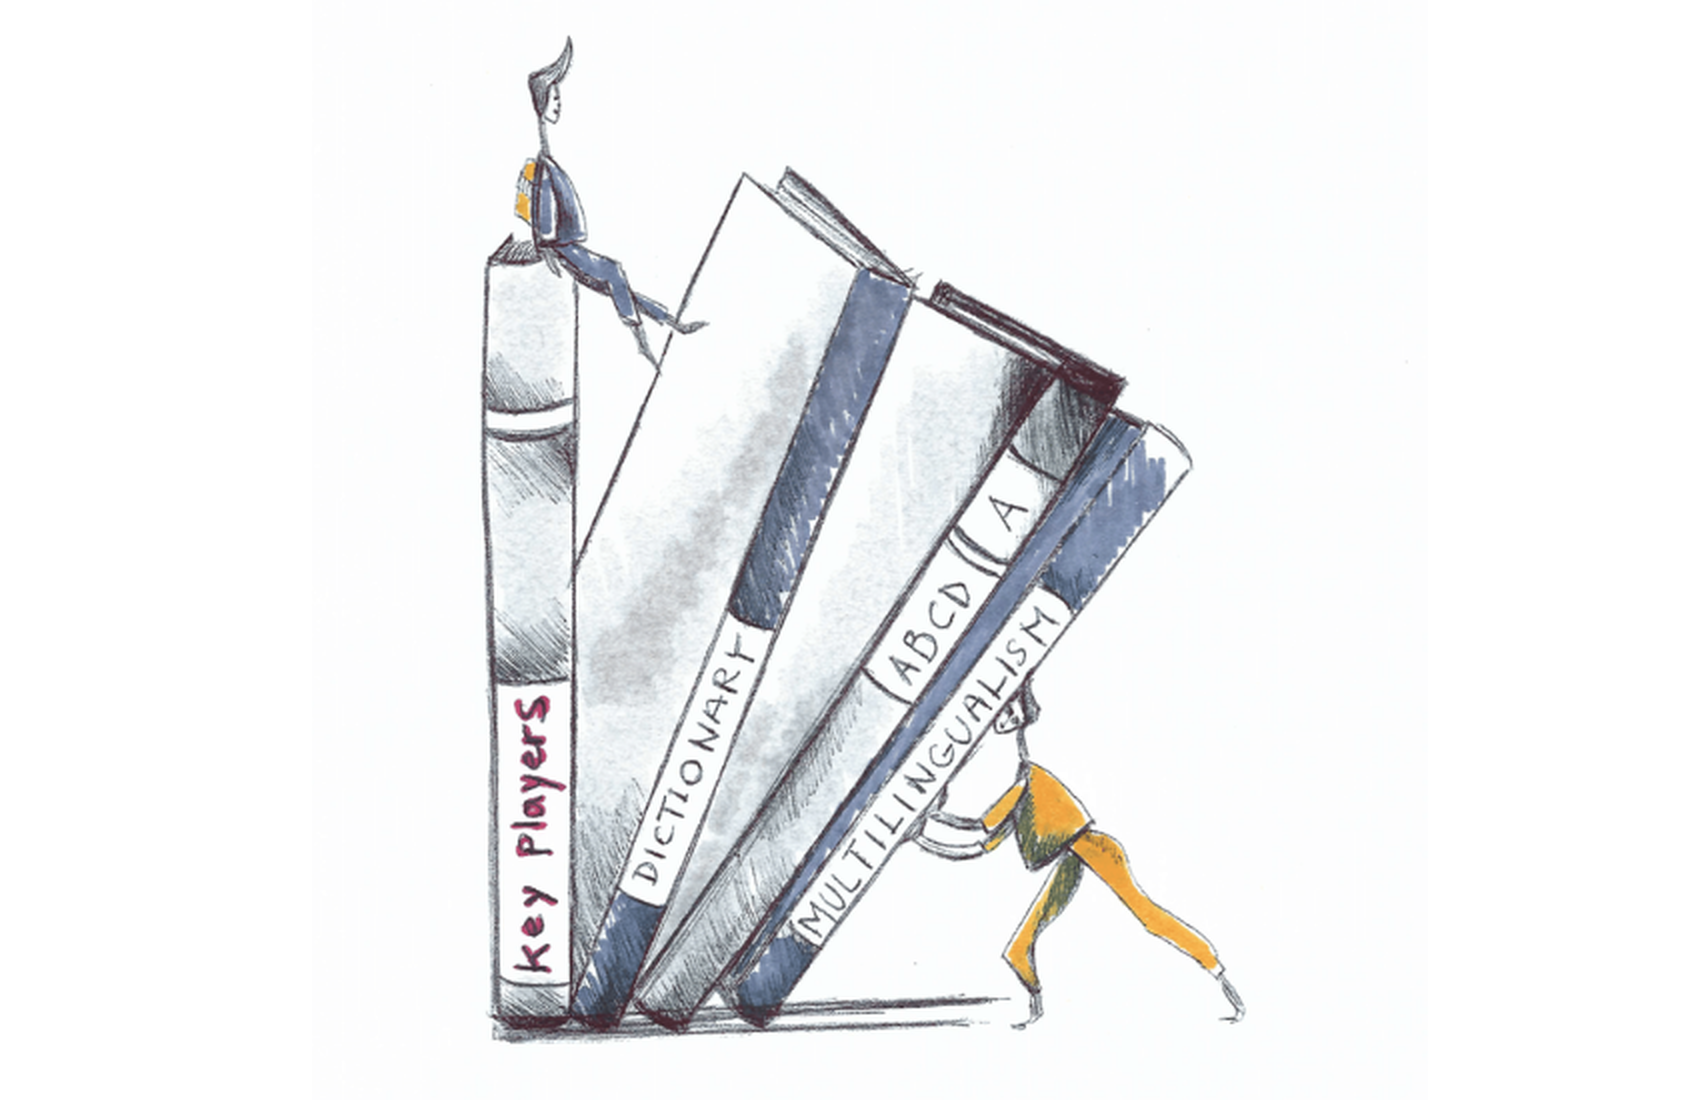 Key Players
DICTIONARY
ABCD
A
MULTILINGUALISM